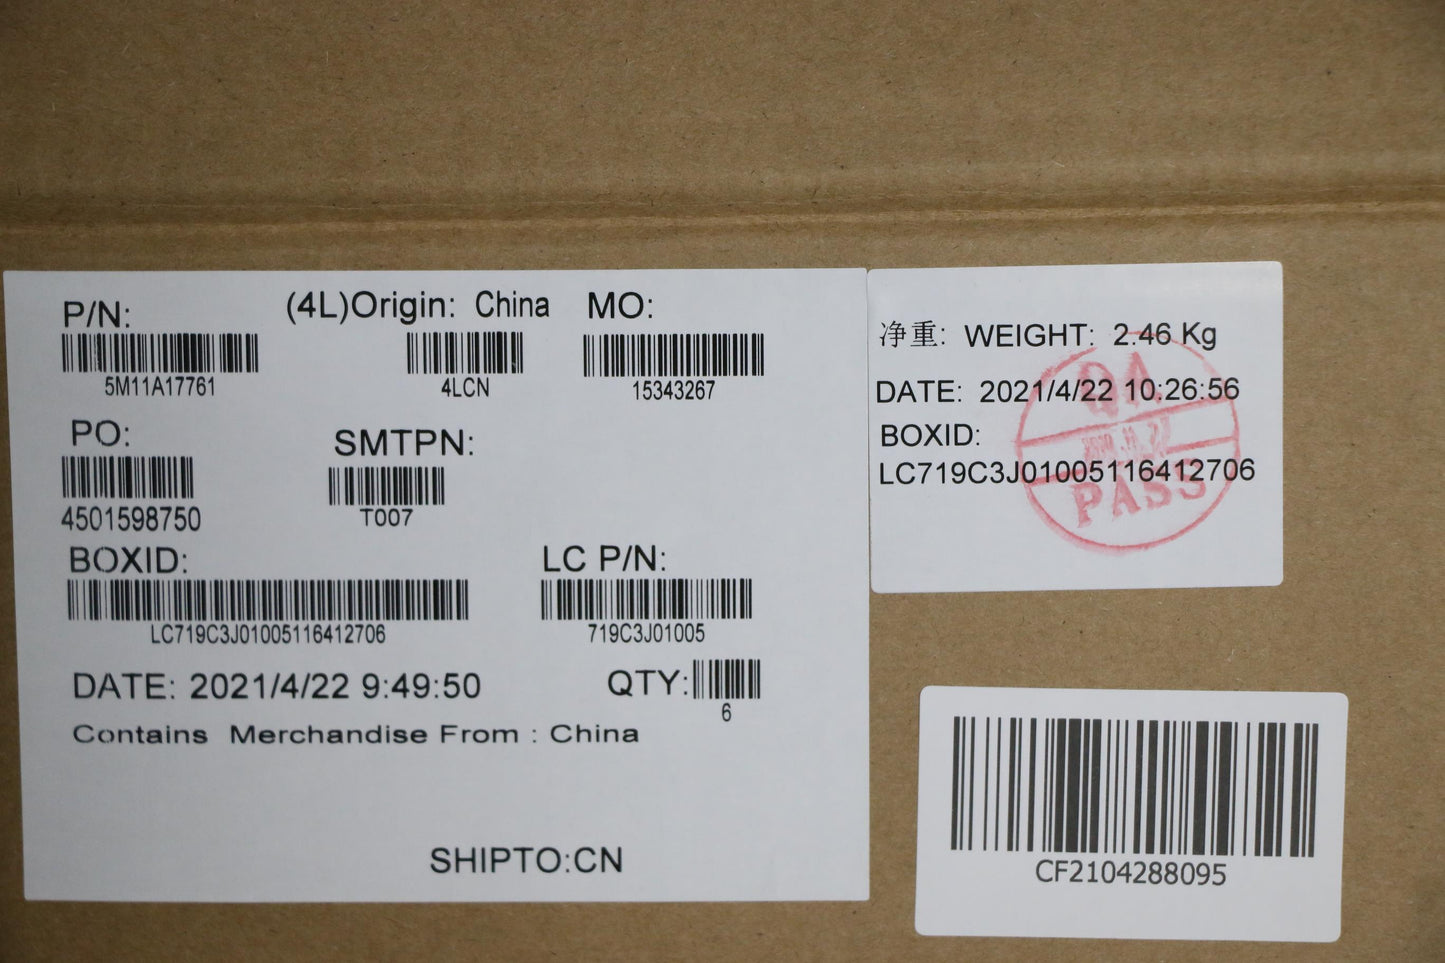 P/N:
5M11A17761
(4L)Origin: China
4LCN
MO:
15343267
PO:
4501598750
SMTPN:
T007
BOXID:
LC719C3J01005116412706
LC P/N:
719C3J01005
DATE: 2021/4/22 9:49:50
QTY:
6
Contains Merchandise From : China
SHIPTO:CN
净重: WEIGHT: 2.46 Kg
DATE: 2021/4/22 10:26:56
BOXID:
LC719C3J01005116412706
QA
PASS
CF2104288095